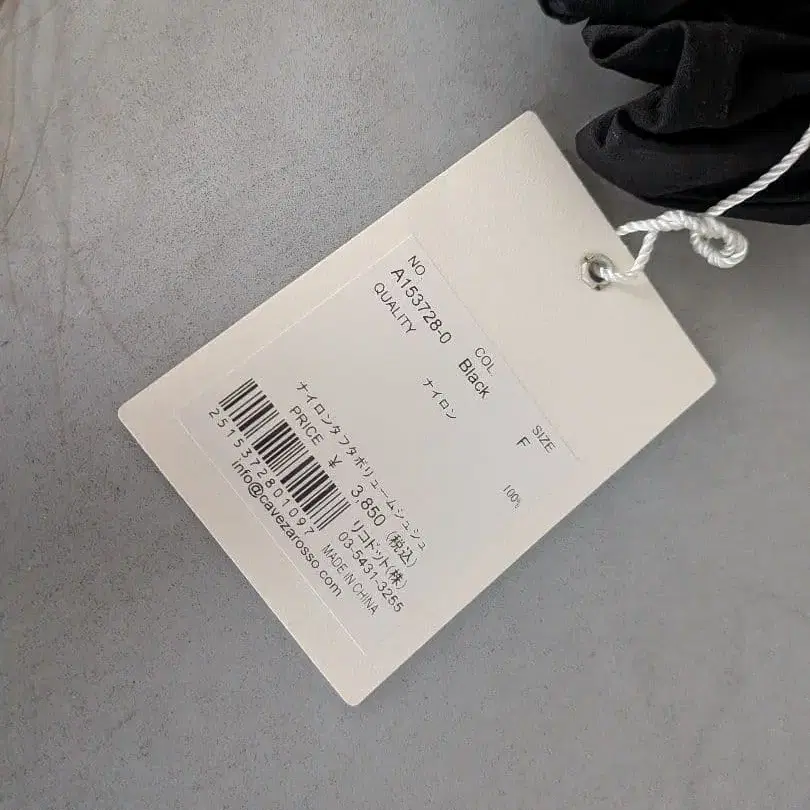 NO. COL SIZE
A153728-0 Black F
QUALITY
ナイロン 100%
ナイロンタフタボリュームシュシュ
PRICE ¥ 3,850 (税込)
リコドット(株)
03-5431-3255
MADE IN CHINA
2515372801097
info@cavezarosso.com